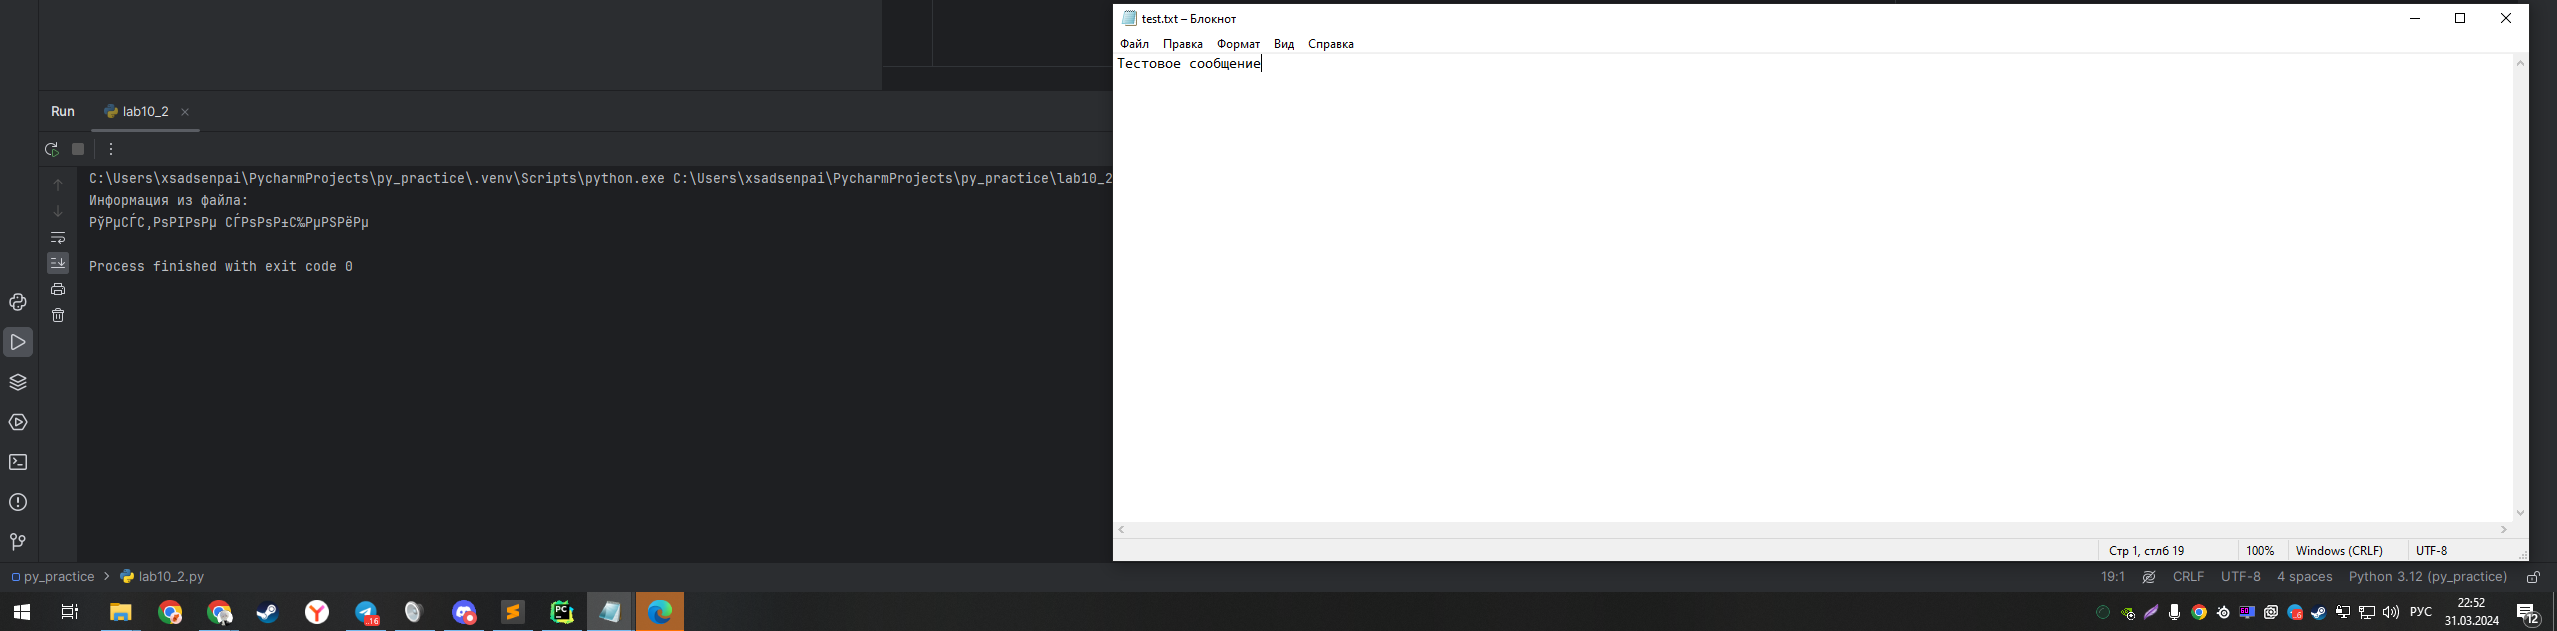 test.txt – Блокнот
Файл Правка Формат Вид Справка
Тестовое сообщение
Run lab10_2
C:\Users\xsadsenpai\PycharmProjects\py_practice\.venv\Scripts\python.exe C:\Users\xsadsenpai\PycharmProjects\py_practice\lab10_2
Информация из файла:
РўРµСЃС‚РѕРІРѕРµ СЃРѕРѕР±С‰РµРЅРёРµ
Process finished with exit code 0
Стр 1, стлб 19 100% Windows (CRLF) UTF-8
py_practice > lab10_2.py 19:1 CRLF UTF-8 4 spaces Python 3.12 (py_practice)
РУС
22:52
31.03.2024
12